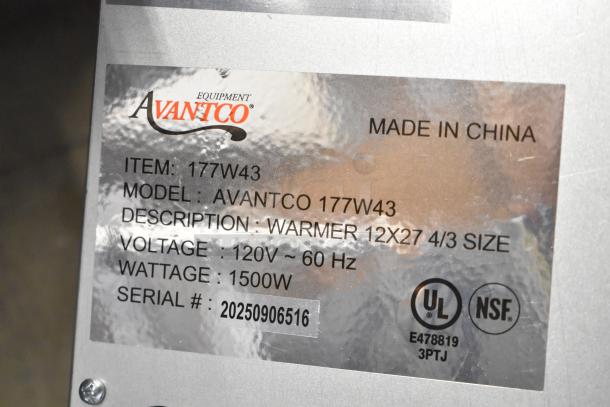 EQUIPMENT
AVANTCO®
MADE IN CHINA
ITEM: 177W43
MODEL: AVANTCO 177W43
DESCRIPTION: WARMER 12X27 4/3 SIZE
VOLTAGE : 120V ~ 60 Hz
WATTAGE : 1500W
SERIAL # : 20250906516
UL®
NSF.
E478819
3PTJ